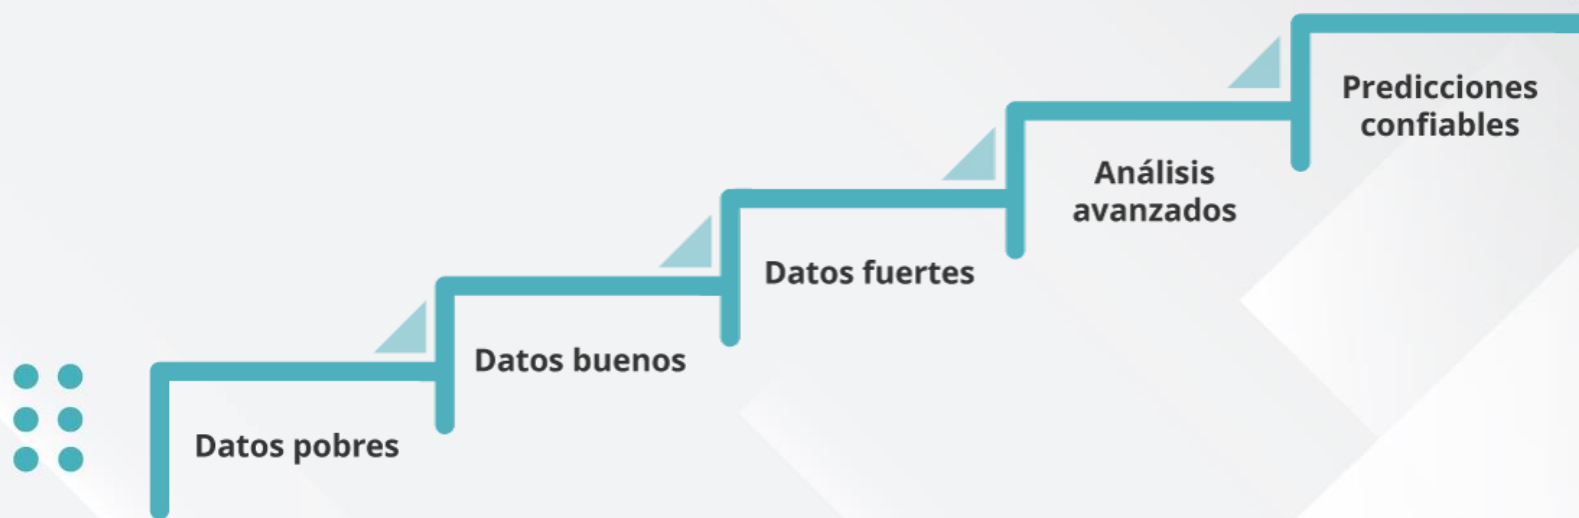 Datos pobres
Datos buenos
Datos fuertes
Análisis
avanzados
Predicciones
confiables